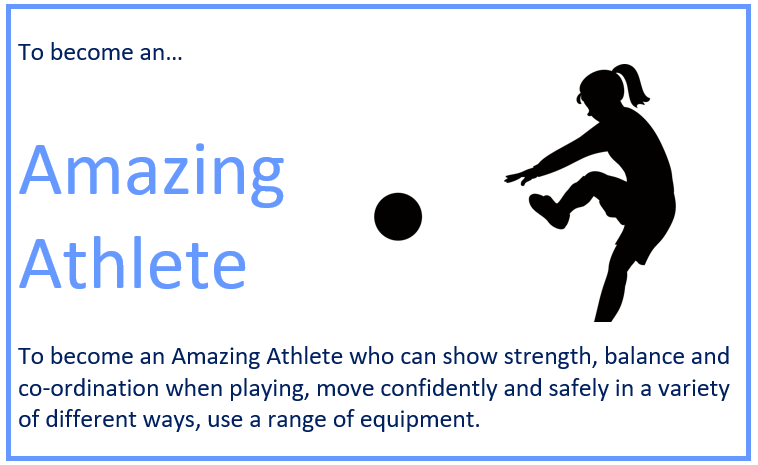 To become an...
Amazing
Athlete
To become an Amazing Athlete who can show strength, balance and
co-ordination when playing, move confidently and safely in a variety
of different ways, use a range of equipment.